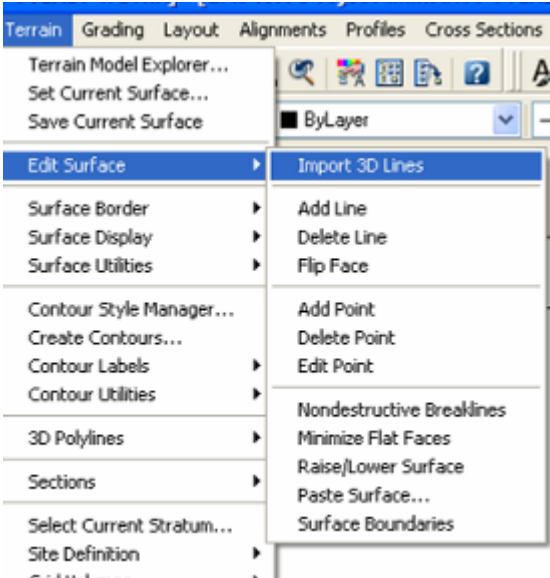 Terrain Grading Layout Alignments Profiles Cross Sections
Terrain Model Explorer...
Set Current Surface...
Save Current Surface
ByLayer
Edit Surface
Import 3D Lines
Surface Border
Add Line
Surface Display
Delete Line
Surface Utilities
Flip Face
Contour Style Manager...
Add Point
Create Contours...
Delete Point
Contour Labels
Edit Point
Contour Utilities
Nondestructive Breaklines
3D Polylines
Minimize Flat Faces
Raise/Lower Surface
Sections
Paste Surface...
Select Current Stratum...
Surface Boundaries
Site Definition